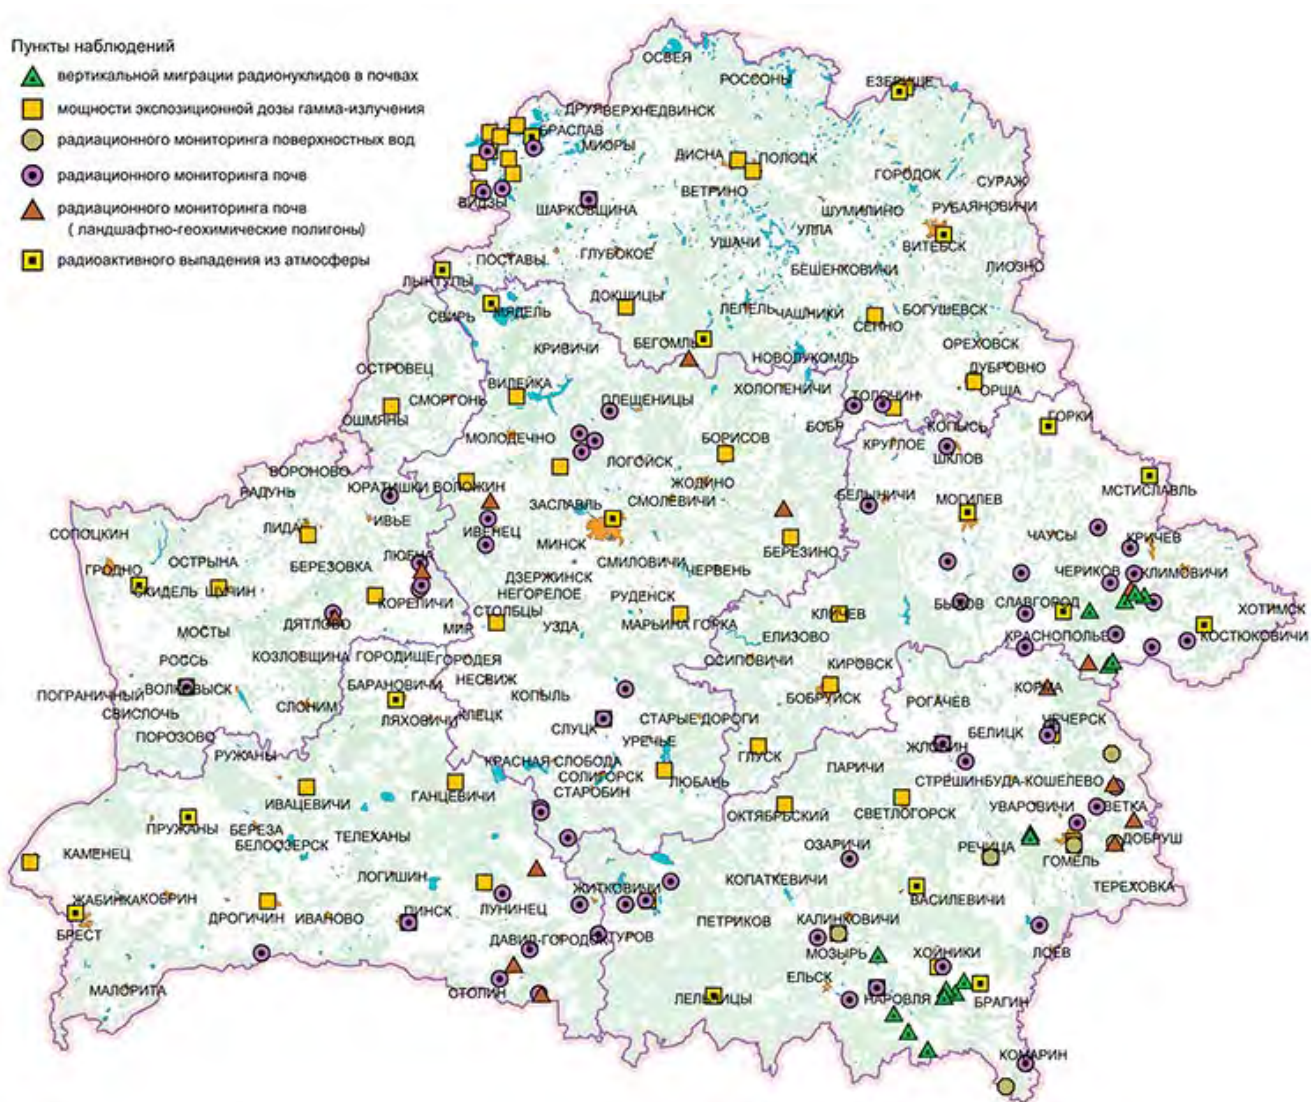 Пункты наблюдений
вертикальной миграции радионуклидов в почвах
мощности экспозиционной дозы гамма-излучения
радиационного мониторинга поверхностных вод
радиационного мониторинга почв
радиационного мониторинга почв
( ландшафтно-геохимические полигоны)
радиоактивного выпадения из атмосферы
ОСВЕЯ
РОССОНЫ
ЕЗЕРИЩЕ
ДРУЯ
ВЕРХНЕДВИНСК
БРАСЛАВ
МИОРЫ
ДИСНА
ПОЛОЦК
ГОРОДОК
СУРАЖ
ВИДЗЫ
ШАРКОВЩИНА
ВЕТРИНО
ШУМИЛИНО
РУБА
ЯНОВИЧИ
УЛЛА
УШАЧИ
ВИТЕБСК
ПОСТАВЫ
ГЛУБОКОЕ
БЕШЕНКОВИЧИ
ЛИОЗНО
ЛЫНТУПЫ
ДОКШИЦЫ
ЛЕПЕЛЬ
ЧАШНИКИ
БОГУШЕВСК
СВИРЬ
МЯДЕЛЬ
СЕННО
КРИВИЧИ
БЕГОМЛЬ
НОВОЛУКОМЛЬ
ОРЕХОВСК
ДУБРОВНО
ОСТРОВЕЦ
ВИЛЕЙКА
ХОЛОПЕНИЧИ
ТОЛОЧИН
ОРША
ОШМЯНЫ
СМОРГОНЬ
ПЛЕЩЕНИЦЫ
ГОРКИ
МОЛОДЕЧНО
БОРИСОВ
БОБР
КОПЫСЬ
КРУГЛОЕ
ШКЛОВ
ВОРОНОВО
ЛОГОЙСК
РАДУНЬ
ЮРАТИШКИ
ВОЛОЖИН
ЖОДИНО
МСТИСЛАВЛЬ
ЗАСЛАВЛЬ
СМОЛЕВИЧИ
БЕЛЫНИЧИ
МОГИЛЕВ
СОПОЦКИН
ЛИДА
ИВЬЕ
ИВЕНЕЦ
МИНСК
БЕРЕЗИНО
ЧАУСЫ
КРИЧЕВ
ГРОДНО
ОСТРЫНА
БЕРЕЗОВКА
ЛЮБЧА
СМИЛОВИЧИ
ЧЕРВЕНЬ
ЧЕРИКОВ
КЛИМОВИЧИ
СКИДЕЛЬ
ЩУЧИН
ДЗЕРЖИНСК
НЕГОРЕЛОЕ
РУДЕНСК
КОРЕЛИЧИ
СТОЛБЦЫ
КЛИЧЕВ
БЫХОВ
СЛАВГОРОД
ХОТИМСК
ДЯТЛОВО
МИР
УЗДА
МАРЬИНА ГОРКА
МОСТЫ
ЕЛИЗОВО
КРАСНОПОЛЬЕ
КОСТЮКОВИЧИ
РОССЬ
КОЗЛОВЩИНА
ГОРОДИЩЕ
ГОРОДЕЯ
ОСИПОВИЧИ
КИРОВСК
ПОГРАНИЧНЫЙ
ВОЛКОВЫСК
БАРАНОВИЧИ
НЕСВИЖ
КОПЫЛЬ
БОБРУЙСК
РОГАЧЕВ
КОРМА
СВИСЛОЧЬ
СЛОНИМ
ЛЯХОВИЧИ
КЛЕЦК
СЛУЦК
СТАРЫЕ ДОРОГИ
ЧЕЧЕРСК
ПОРОЗОВО
РУЖАНЫ
УРЕЧЬЕ
ГЛУСК
ЖЛОБИН
БЕЛИЦК
КРАСНАЯ СЛОБОДА
СОЛИГОРСК
ЛЮБАНЬ
ПАРИЧИ
СТРЕШИН
БУДА-КОШЕЛЕВО
ИВАЦЕВИЧИ
ГАНЦЕВИЧИ
СТАРОБИН
ПРУЖАНЫ
БЕРЕЗА
ТЕЛЕХАНЫ
ОКТЯБРЬСКИЙ
СВЕТЛОГОРСК
УВАРОВИЧИ
ВЕТКА
БЕЛООЗЕРСК
КАМЕНЕЦ
ОЗАРИЧИ
РЕЧИЦА
ГОМЕЛЬ
ДОБРУШ
ЛОГИШИН
ЖИТКОВИЧИ
КОПАТКЕВИЧИ
ТЕРЕХОВКА
ЖАБИНКА
КОБРИН
ВАСИЛЕВИЧИ
ДРОГИЧИН
ИВАНОВО
ПИНСК
ЛУНИНЕЦ
ПЕТРИКОВ
КАЛИНКОВИЧИ
БРЕСТ
ДАВИД-ГОРОДОК
ТУРОВ
МОЗЫРЬ
ХОЙНИКИ
ЛОЕВ
МАЛОРИТА
СТОЛИН
ЛЕЛЬЧИЦЫ
ЕЛЬСК
НАРОВЛЯ
БРАГИН
КОМАРИН